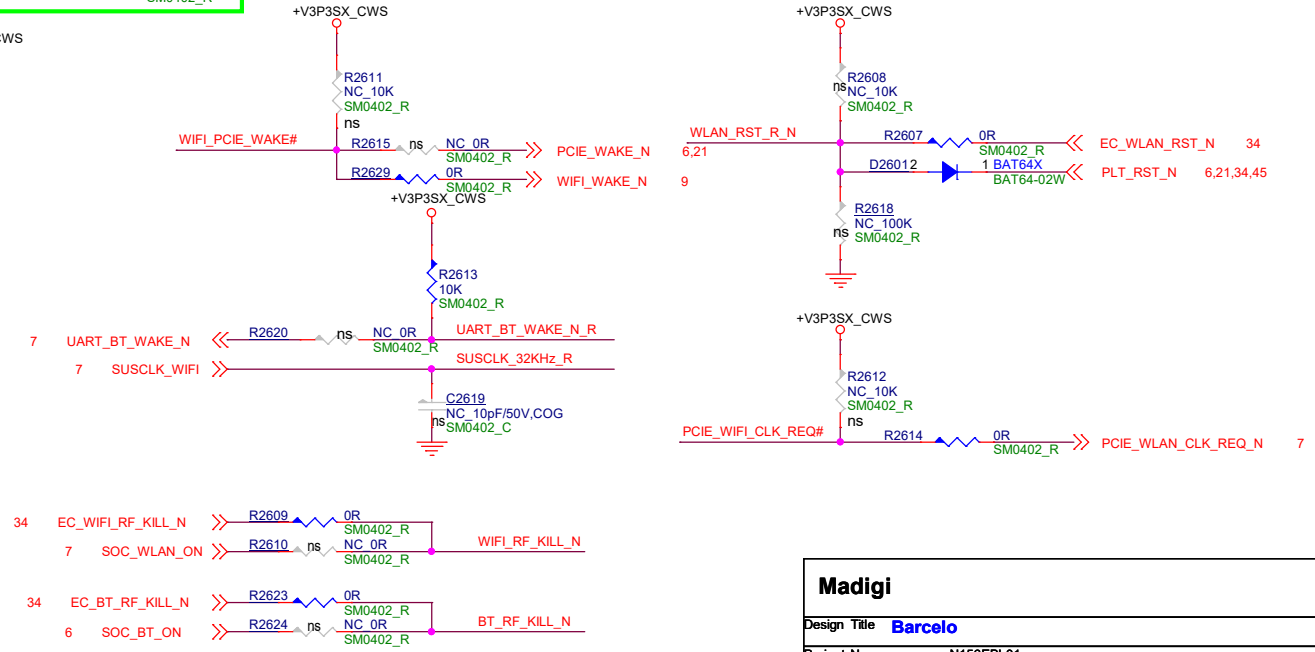 CWS
+V3P3SX_CWS
R2611
NC_10K
SM0402_R
ns
WIFI_PCIE_WAKE#
R2615 ns NC_0R
SM0402_R
PCIE_WAKE_N 6,21
R2629 0R
SM0402_R
WIFI_WAKE_N 9
+V3P3SX_CWS
R2608
ns NC_10K
SM0402_R
WLAN_RST_R_N
R2607 0R
SM0402_R
EC_WLAN_RST_N 34
D2601 2 1 BAT64X
BAT64-02W
PLT_RST_N 6,21,34,45
R2618
NC_100K
ns SM0402_R
+V3P3SX_CWS
R2613
10K
SM0402_R
7 UART_BT_WAKE_N R2620 ns NC_0R
SM0402_R
UART_BT_WAKE_N_R
7 SUSCLK_WIFI SUSCLK_32KHz_R
C2619
NC_10pF/50V,COG
ns SM0402_C
+V3P3SX_CWS
R2612
NC_10K
SM0402_R
ns
PCIE_WIFI_CLK_REQ#
R2614 0R
SM0402_R
PCIE_WLAN_CLK_REQ_N 7
34 EC_WIFI_RF_KILL_N R2609 0R
SM0402_R
7 SOC_WLAN_ON R2610 ns NC_0R
SM0402_R
WIFI_RF_KILL_N
34 EC_BT_RF_KILL_N R2623 0R
SM0402_R
6 SOC_BT_ON R2624 ns NC_0R
SM0402_R
BT_RF_KILL_N
Madigi
Design Title Barcelo